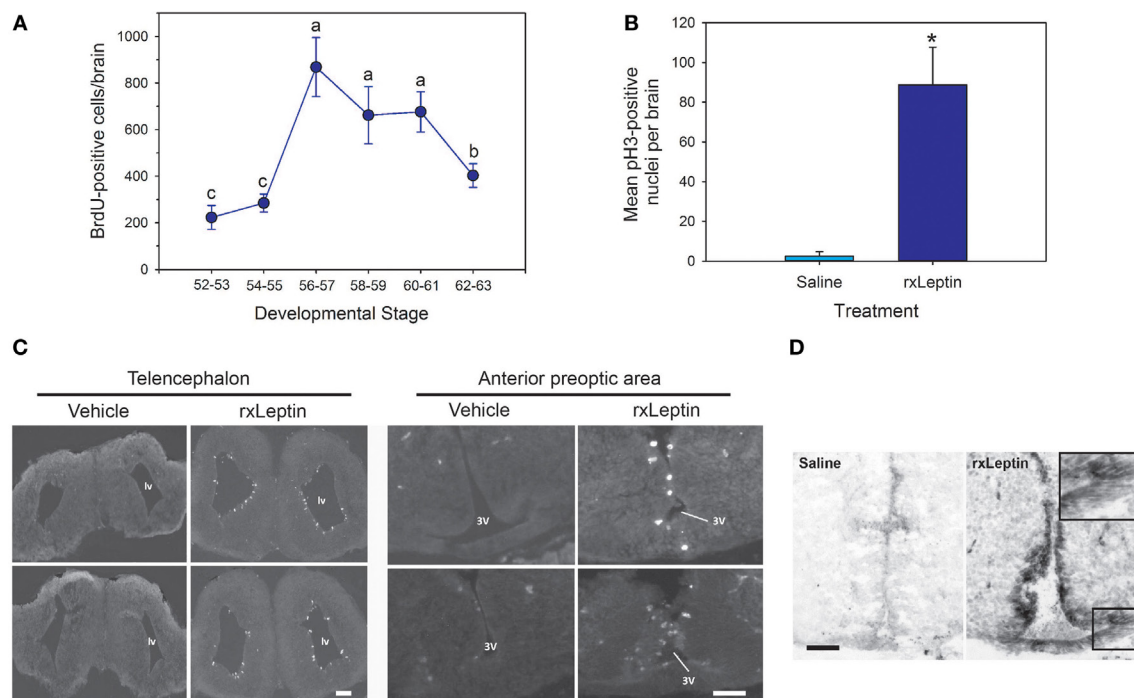 A
BrdU-positive cells/brain
1000
800
600
400
200
0
a
a
a
b
c
c
52-53
54-55
56-57
58-59
60-61
62-63
Developmental Stage
B
Mean pH3-positive
nuclei per brain
120
100
80
60
40
20
0
*
Saline
rxLeptin
Treatment
C
Telencephalon
Anterior preoptic area
Vehicle
rxLeptin
Vehicle
rxLeptin
lv
lv
3V
3V
lv
lv
3V
3V
D
Saline
rxLeptin